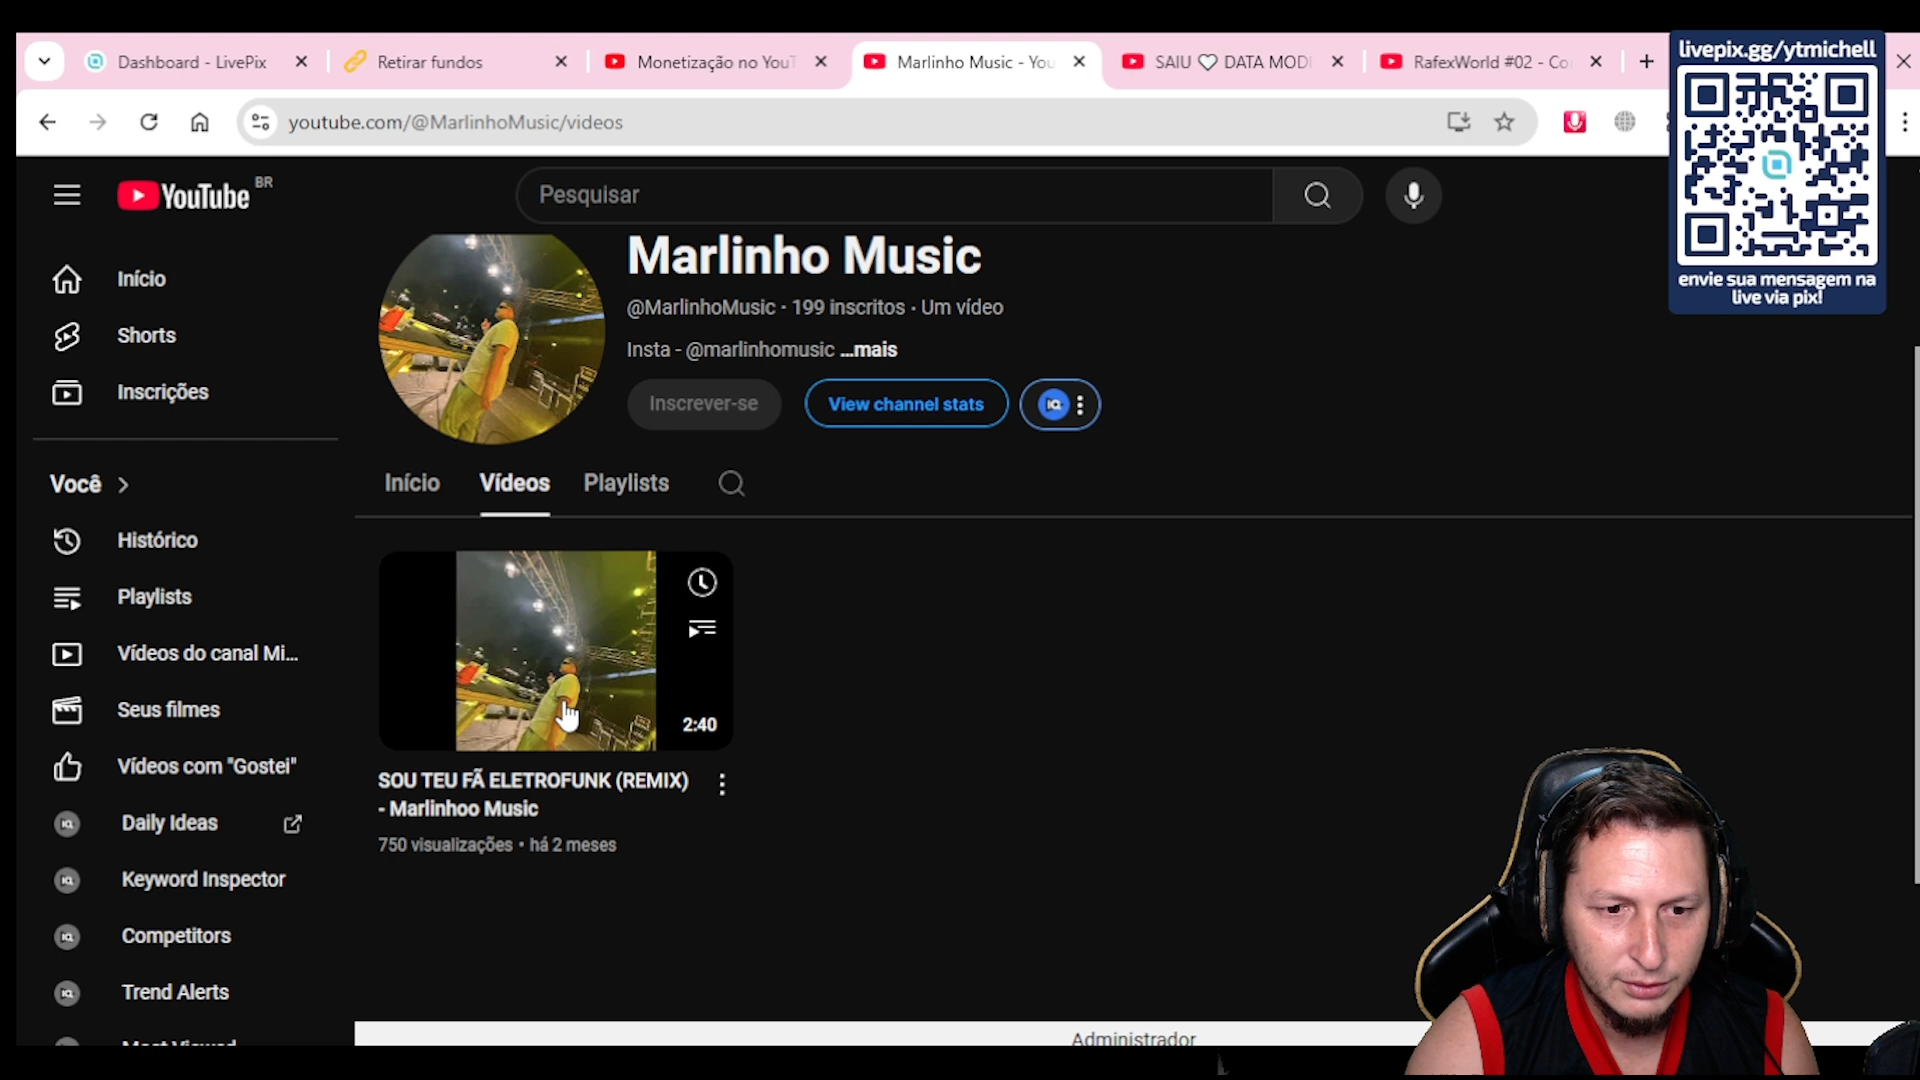 Dashboard - LivePix
Retirar fundos
Monetização no YouT
Marlinho Music - You
SAIU ♡ DATA MODI
RafexWorld #02 - Co
livepix.gg/ytmichell
youtube.com/@MarlinhoMusic/videos
YouTube BR
Pesquisar
envie sua mensagem na
live via pix!
Início
Shorts
Inscrições
Você
Histórico
Playlists
Vídeos do canal Mi...
Seus filmes
Vídeos com "Gostei"
Daily Ideas
Keyword Inspector
Competitors
Trend Alerts
Most Viewed
Marlinho Music
@MarlinhoMusic • 199 inscritos • Um vídeo
Insta - @marlinhomusic ...mais
Inscrever-se
View channel stats
IQ
Início
Vídeos
Playlists
2:40
SOU TEU FÃ ELETROFUNK (REMIX)
- Marlinhoo Music
750 visualizações • há 2 meses
Administrador